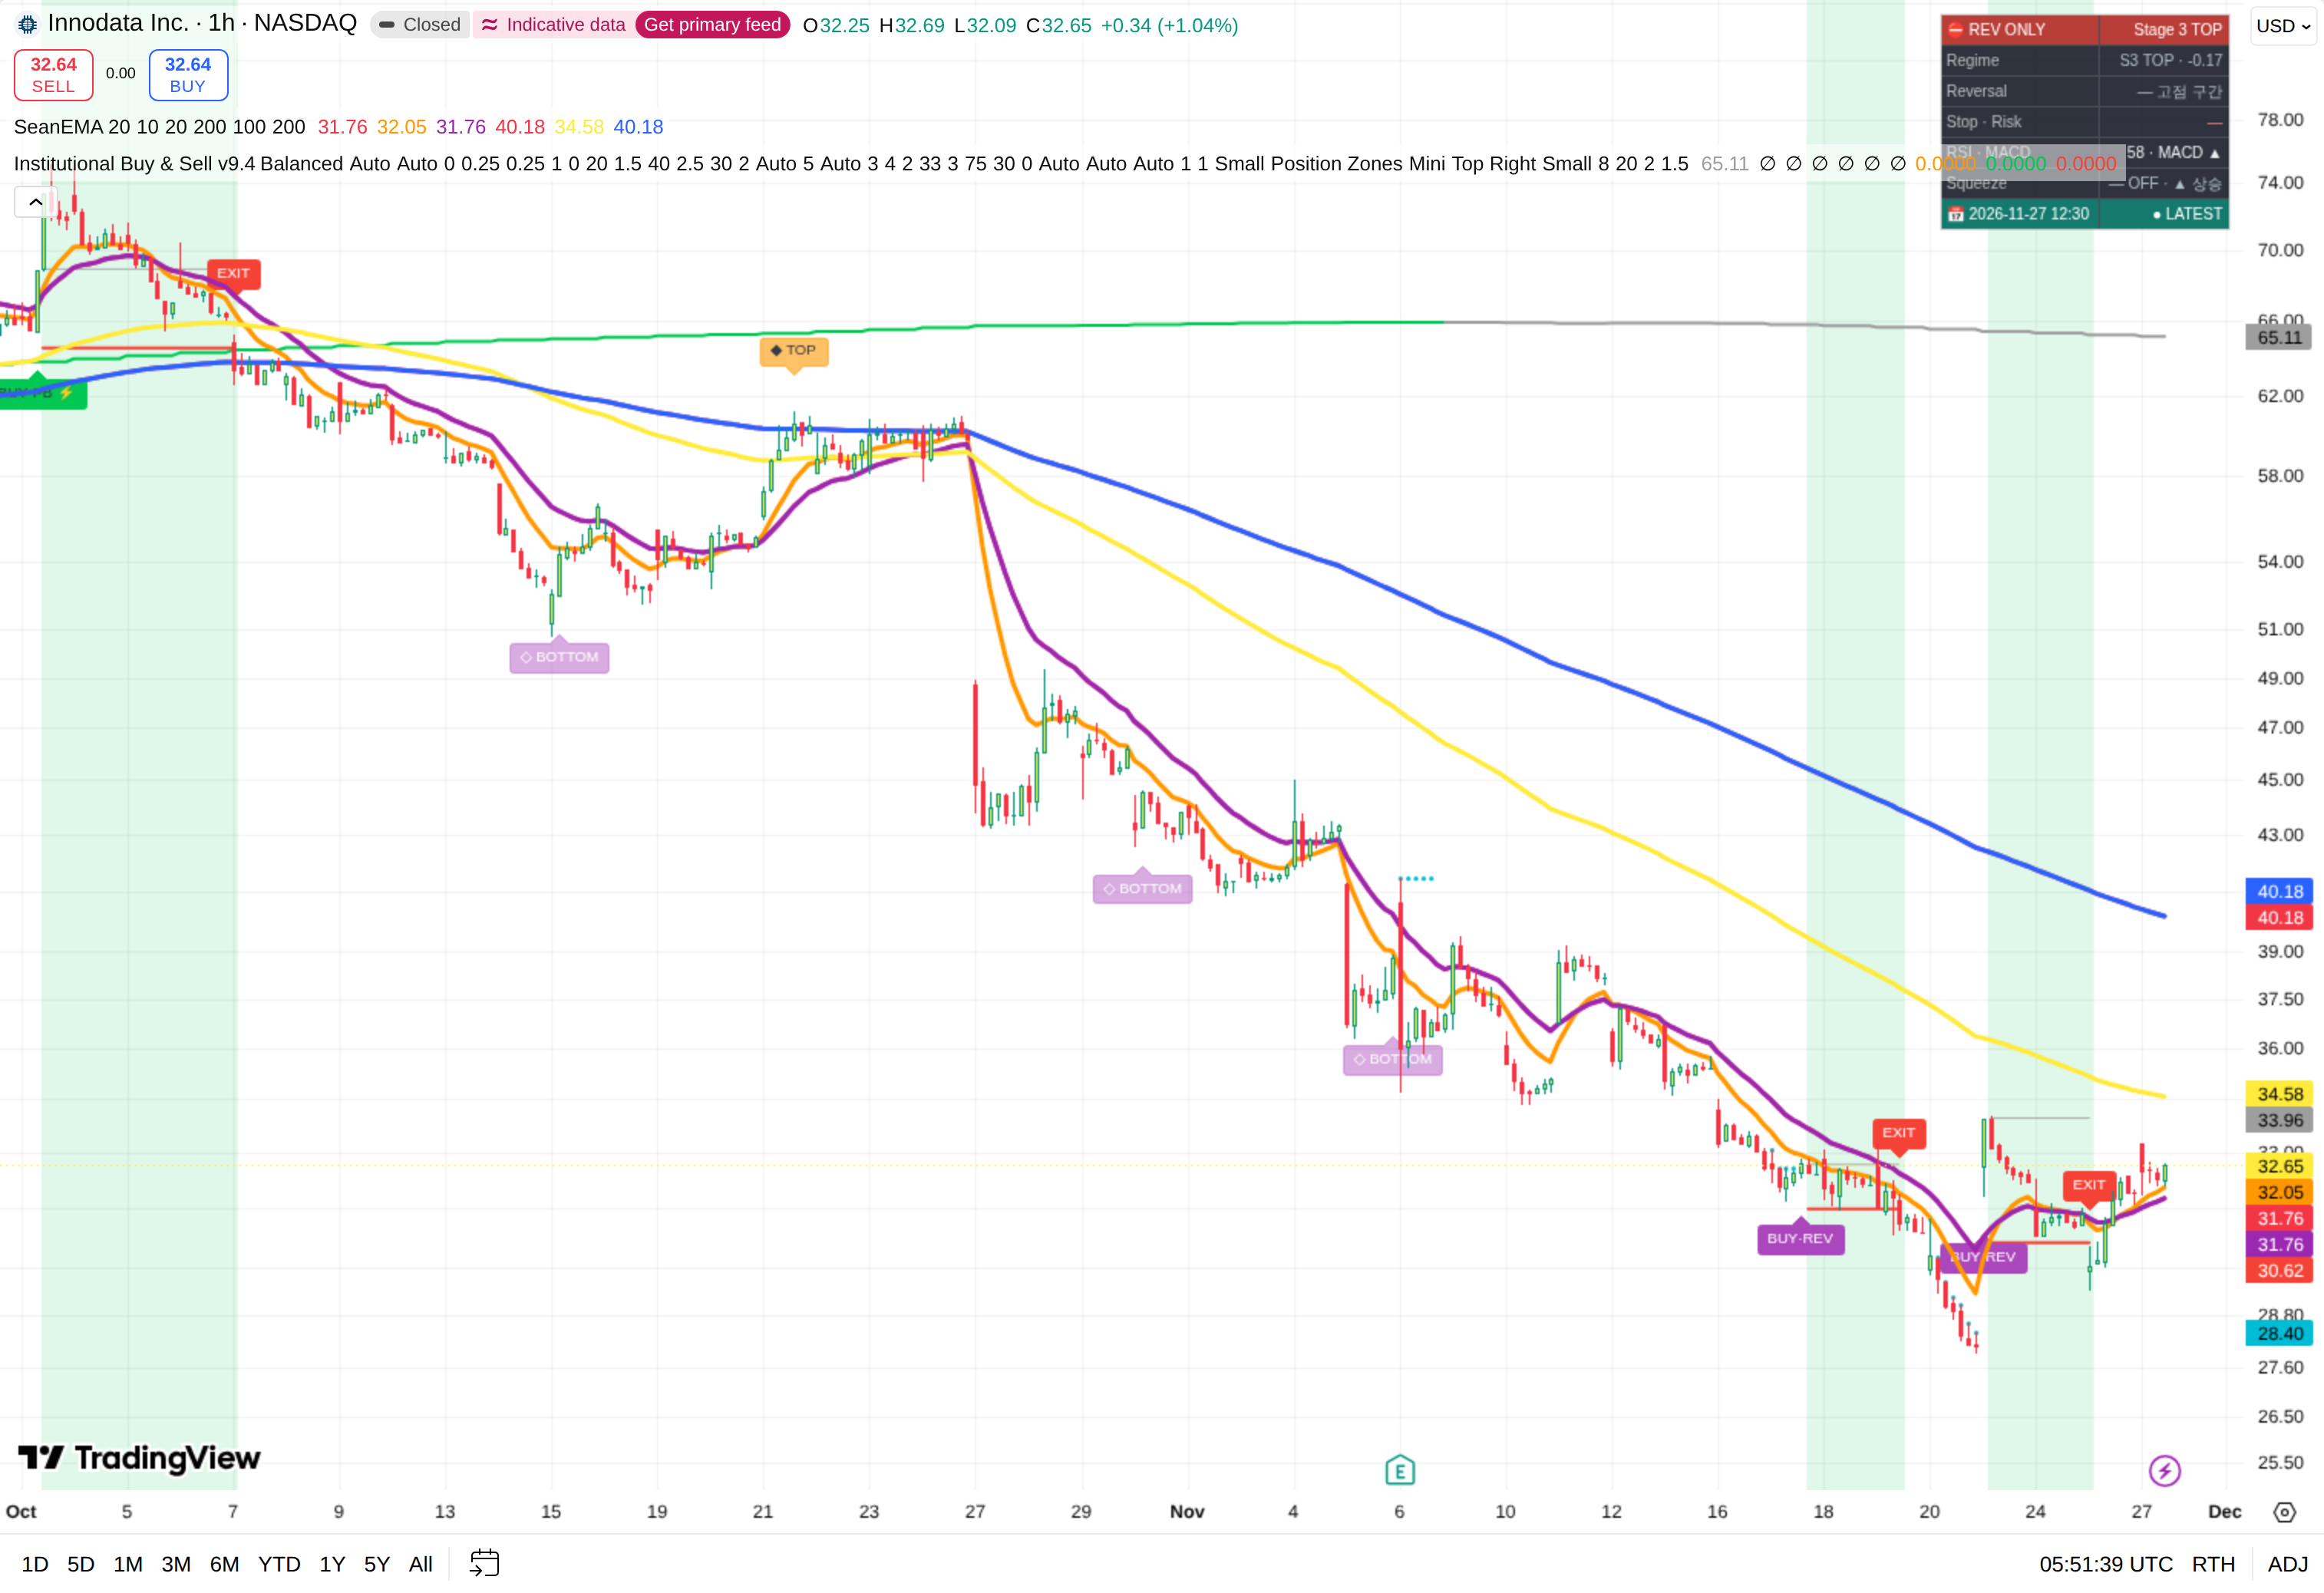 Innodata Inc. · 1h · NASDAQ Closed Indicative data Get primary feed O32.25 H32.69 L32.09 C32.65 +0.34 (+1.04%)
32.64 SELL 0.00 32.64 BUY
SeanEMA 20 10 20 200 100 200 31.76 32.05 31.76 40.18 34.58 40.18
Institutional Buy & Sell v9.4 Balanced Auto Auto 0 0.25 0.25 1 0 20 1.5 40 2.5 30 2 Auto 5 Auto 3 4 2 33 3 75 30 0 Auto Auto Auto 1 1 Small Position Zones Mini Top Right Small 8 20 2 1.5 65.11 ∅ ∅ ∅ ∅ ∅ ∅ 0.0000 0.0000 0.0000
REV ONLY Stage 3 TOP
Regime S3 TOP · -0.17
Reversal — 고점 구간
Stop · Risk —
RSI · MACD 58 · MACD ▲
Squeeze — OFF · ▲ 상승
2026-11-27 12:30 ● LATEST
USD
78.00
74.00
70.00
66.00
65.11
62.00
58.00
54.00
51.00
49.00
47.00
45.00
43.00
40.18
40.18
39.00
37.50
36.00
34.58
33.96
33.00
32.65
32.05
31.76
31.76
30.62
28.80
28.40
27.60
26.50
25.50
EXIT
◆ TOP
◇ BOTTOM
◇ BOTTOM
◇ BOTTOM
EXIT
BUY-REV
EXIT
BUY-REV
TradingView
E
Oct 5 7 9 13 15 19 21 23 27 29 Nov 4 6 10 12 16 18 20 24 27 Dec
1D 5D 1M 3M 6M YTD 1Y 5Y All 05:51:39 UTC RTH ADJ